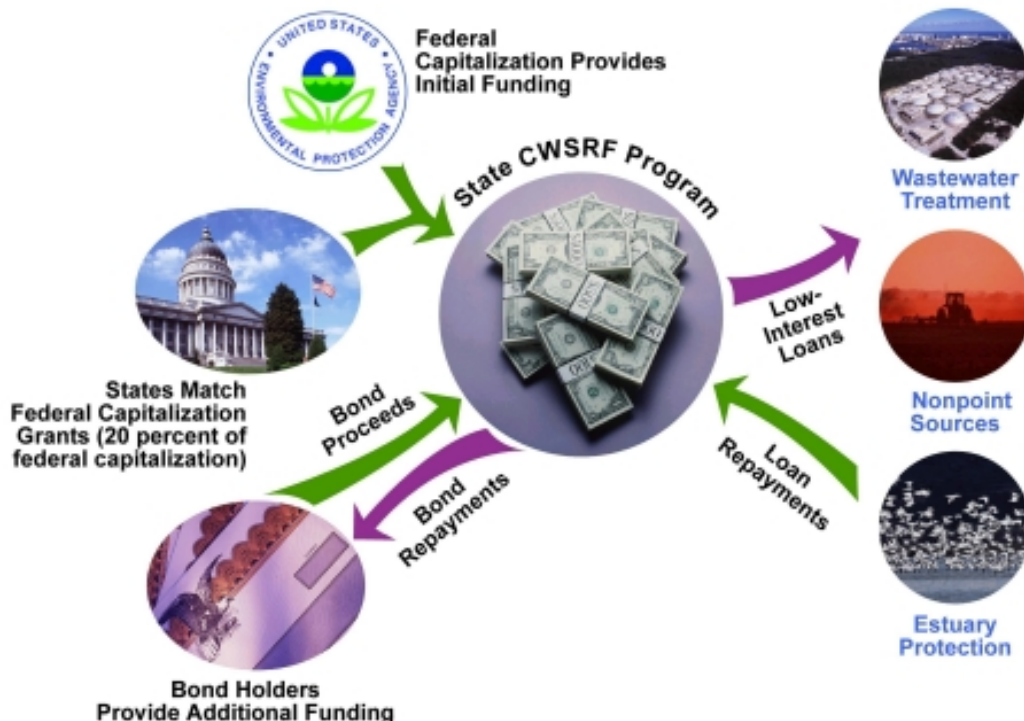 UNITED STATES
ENVIRONMENTAL PROTECTION AGENCY
Federal
Capitalization Provides
Initial Funding
State CWSRF Program
Wastewater
Treatment
States Match
Federal Capitalization
Grants (20 percent of
federal capitalization)
Bond
Proceeds
Bond
Repayments
Low-
Interest
Loans
Loan
Repayments
Nonpoint
Sources
Estuary
Protection
Bond Holders
Provide Additional Funding